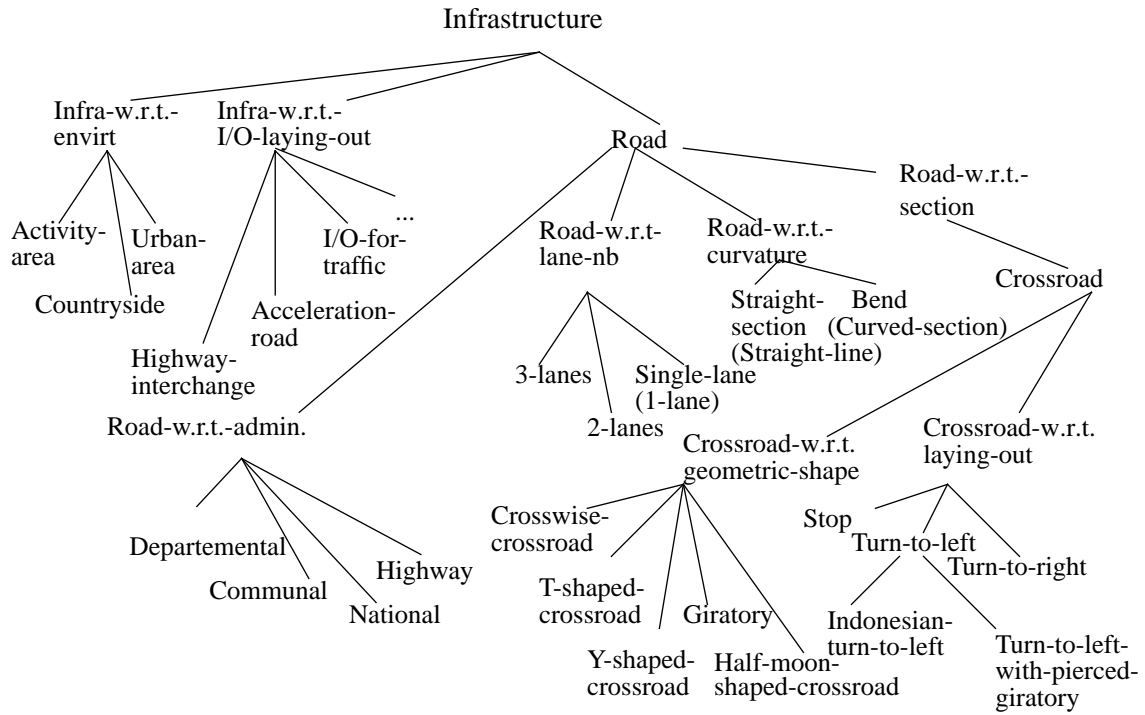 Infrastructure
Infra-w.r.t.-
envirt
Infra-w.r.t.-
I/O-laying-out
Road
Road-w.r.t.-
section
Activity-
area
Urban-
area
Countryside
...
I/O-for-
traffic
Acceleration-
road
Highway-
interchange
Road-w.r.t-
lane-nb
Road-w.r.t.-
curvature
Crossroad
Straight-
section
(Straight-line)
Bend
(Curved-section)
3-lanes
Single-lane
(1-lane)
2-lanes
Road-w.r.t.-admin.
Crossroad-w.r.t.
geometric-shape
Crossroad-w.r.t.
laying-out
Departemental
Communal
National
Highway
Crosswise-
crossroad
T-shaped-
crossroad
Y-shaped-
crossroad
Giratory
Half-moon-
shaped-crossroad
Stop
Turn-to-left
Turn-to-right
Indonesian-
turn-to-left
Turn-to-left-
with-pierced-
giratory